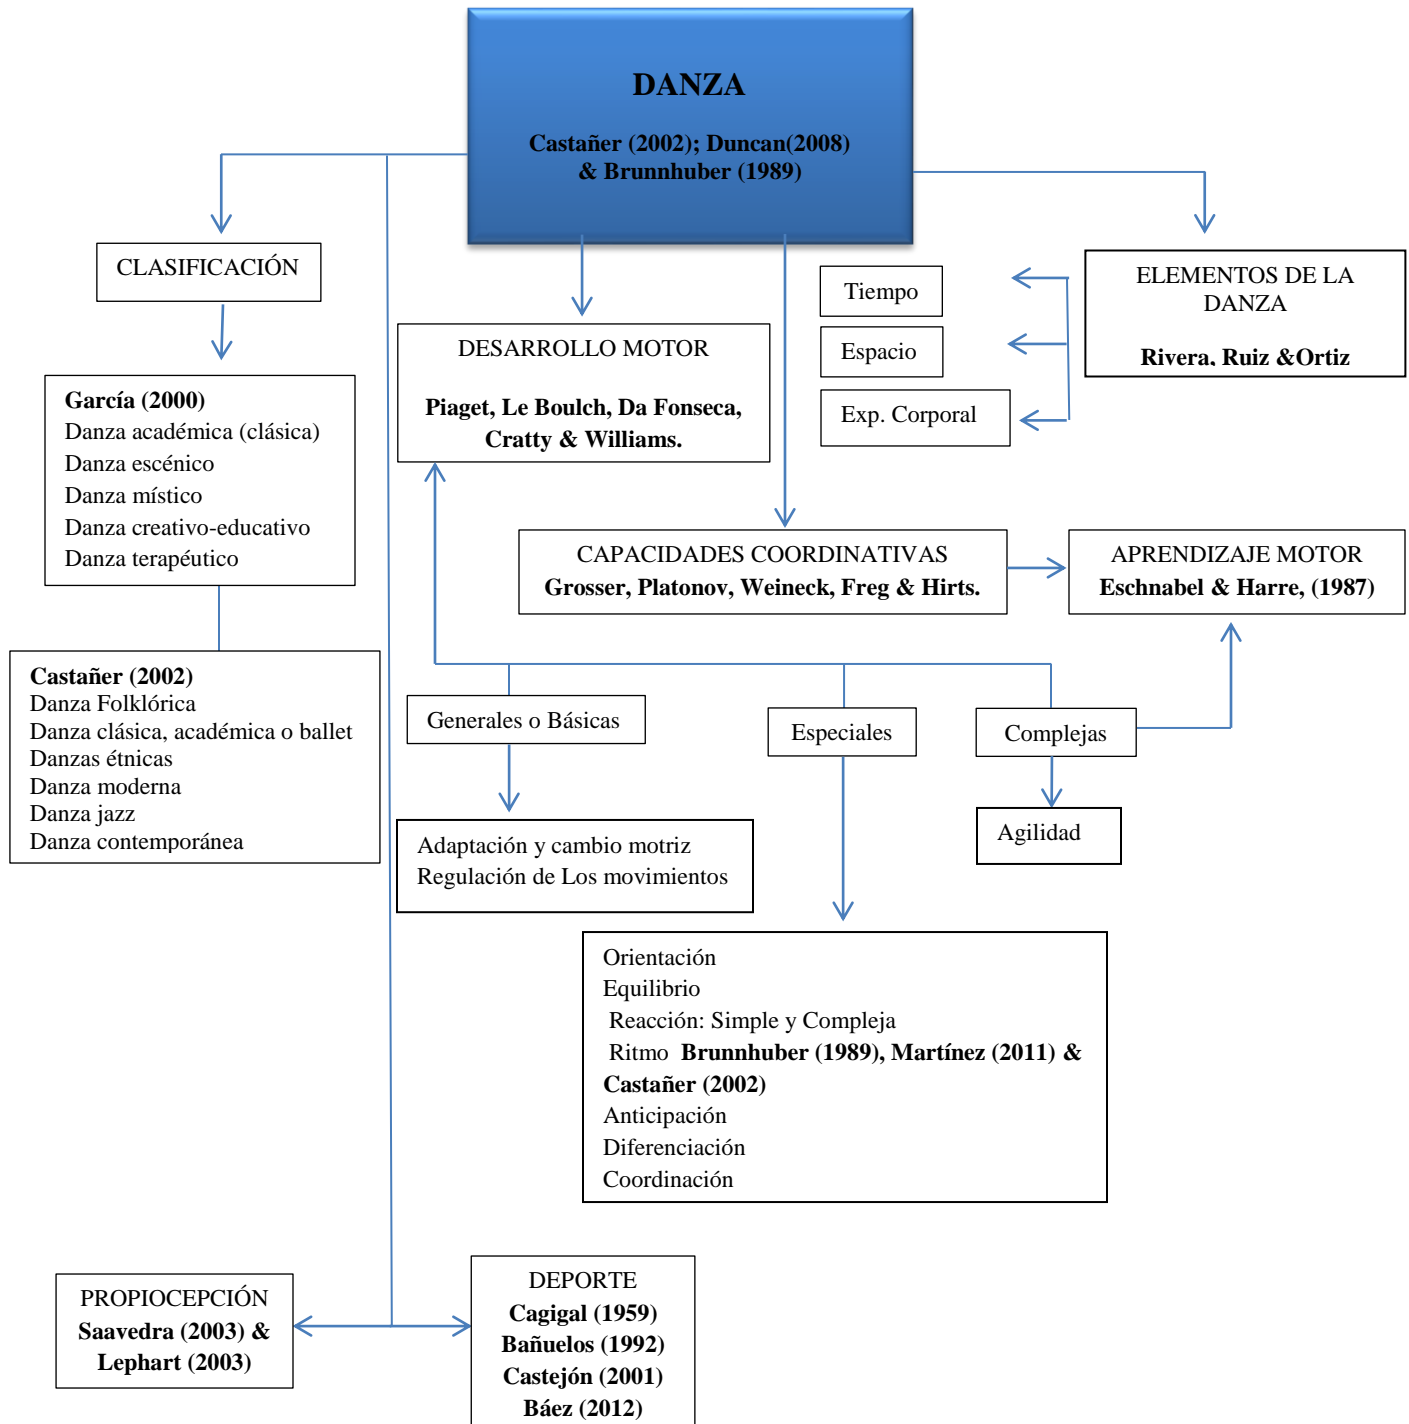 DANZA
Castañer (2002); Duncan(2008)
& Brunnhuber (1989)
CLASIFICACIÓN
García (2000)
Danza académica (clásica)
Danza escénico
Danza místico
Danza creativo-educativo
Danza terapéutico
Castañer (2002)
Danza Folklórica
Danza clásica, académica o ballet
Danzas étnicas
Danza moderna
Danza jazz
Danza contemporánea
DESARROLLO MOTOR
Piaget, Le Boulch, Da Fonseca,
Cratty & Williams.
Tiempo
Espacio
Exp. Corporal
ELEMENTOS DE LA
DANZA
Rivera, Ruiz &Ortiz
CAPACIDADES COORDINATIVAS
Grosser, Platonov, Weineck, Freg & Hirts.
APRENDIZAJE MOTOR
Eschnabel & Harre, (1987)
Generales o Básicas
Especiales
Complejas
Adaptación y cambio motriz
Regulación de Los movimientos
Agilidad
Orientación
Equilibrio
Reacción: Simple y Compleja
Ritmo Brunnhuber (1989), Martínez (2011) &
Castañer (2002)
Anticipación
Diferenciación
Coordinación
PROPIOCEPCIÓN
Saavedra (2003) &
Lephart (2003)
DEPORTE
Cagigal (1959)
Bañuelos (1992)
Castejón (2001)
Báez (2012)